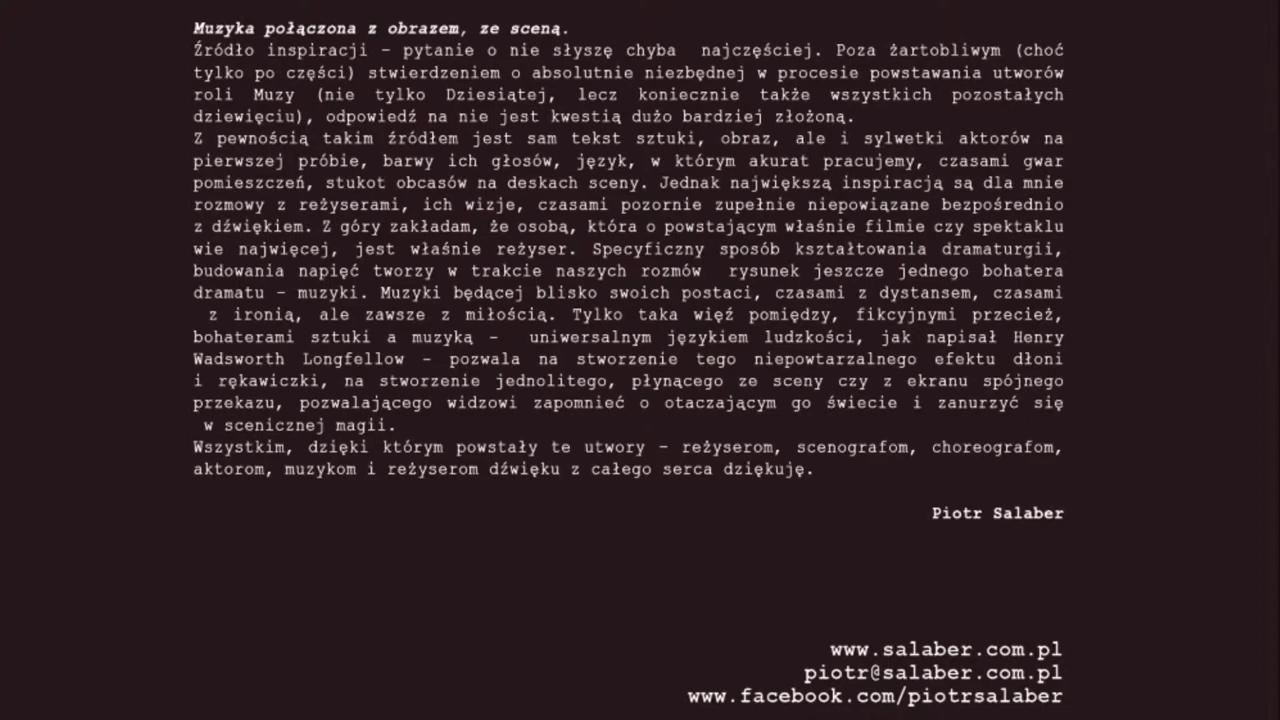 Muzyka połączona z obrazem, ze sceną.
Źródło inspiracji – pytanie o nie słyszę chyba najczęściej. Poza żartobliwym (choć
tylko po części) stwierdzeniem o absolutnie niezbędnej w procesie powstawania utworów
roli Muzy (nie tylko Dziesiątej, lecz koniecznie także wszystkich pozostałych
dziewięciu), odpowiedź na nie jest kwestią dużo bardziej złożoną.
Z pewnością takim źródłem jest sam tekst sztuki, obraz, ale i sylwetki aktorów na
pierwszej próbie, barwy ich głosów, język, w którym akurat pracujemy, czasami gwar
pomieszczeń, stukot obcasów na deskach sceny. Jednak największą inspiracją są dla mnie
rozmowy z reżyserami, ich wizje, czasami pozornie zupełnie niepowiązane bezpośrednio
z dźwiękiem. Z góry zakładam, że osobą, która o powstającym właśnie filmie czy spektaklu
wie najwięcej, jest właśnie reżyser. Specyficzny sposób kształtowania dramaturgii,
budowania napięć tworzy w trakcie naszych rozmów rysunek jeszcze jednego bohatera
dramatu – muzyki. Muzyki będącej blisko swoich postaci, czasami z dystansem, czasami
z ironią, ale zawsze z miłością. Tylko taka więź pomiędzy, fikcyjnymi przecież,
bohaterami sztuki a muzyką – uniwersalnym językiem ludzkości, jak napisał Henry
Wadsworth Longfellow – pozwala na stworzenie tego niepowtarzalnego efektu dłoni
i rękawiczki, na stworzenie jednolitego, płynącego ze sceny czy z ekranu spójnego
przekazu, pozwalającego widzowi zapomnieć o otaczającym go świecie i zanurzyć się
w scenicznej magii.
Wszystkim, dzięki którym powstały te utwory – reżyserom, scenografom, choreografom,
aktorom, muzykom i reżyserom dźwięku z całego serca dziękuję.
Piotr Salaber
www.salaber.com.pl
piotr@salaber.com.pl
www.facebook.com/piotrsalaber